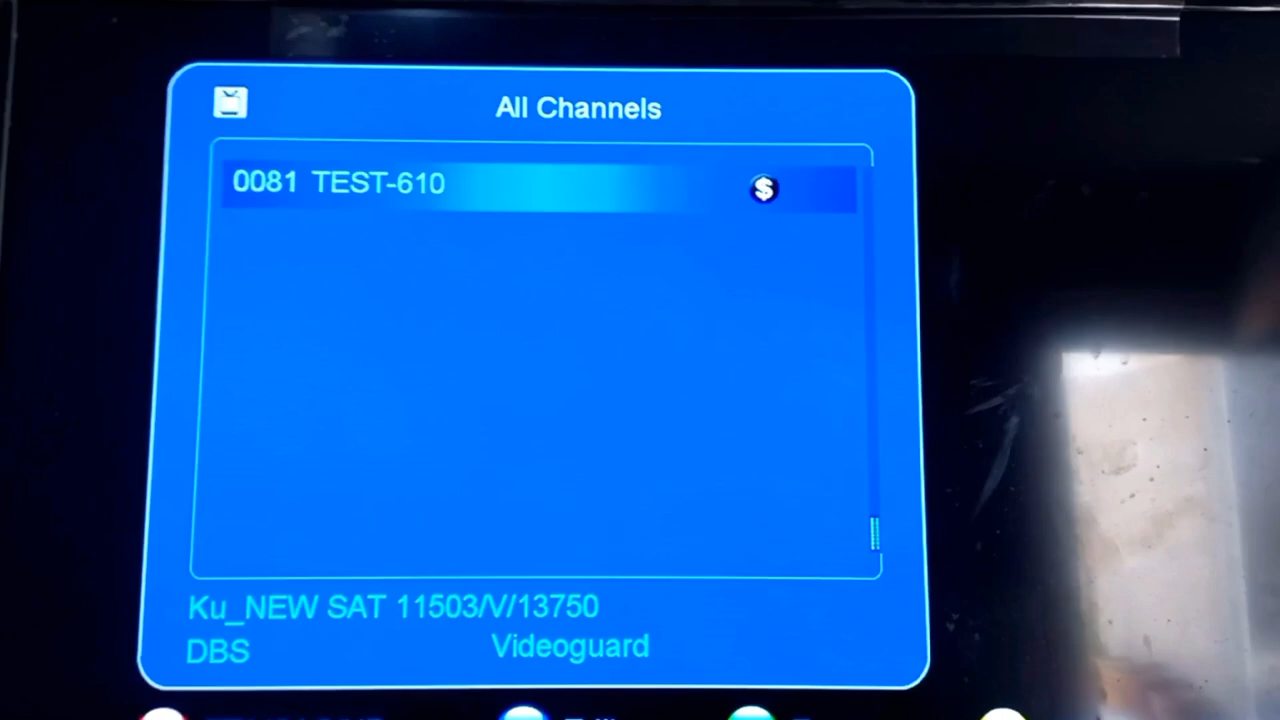 All Channels
0081 TEST-610 $
Ku_NEW SAT 11503/V/13750
DBS Videoguard